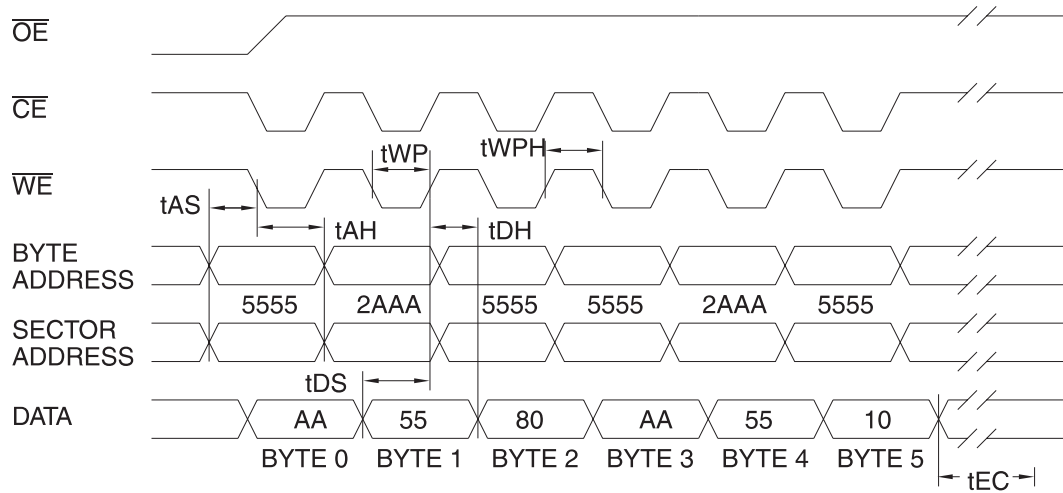 OE
CE
tWP
tWPH
WE
tAS
tAH
tDH
BYTE
ADDRESS
5555 2AAA 5555 5555 2AAA 5555
SECTOR
ADDRESS
tDS
DATA
AA 55 80 AA 55 10
BYTE 0 BYTE 1 BYTE 2 BYTE 3 BYTE 4 BYTE 5
tEC